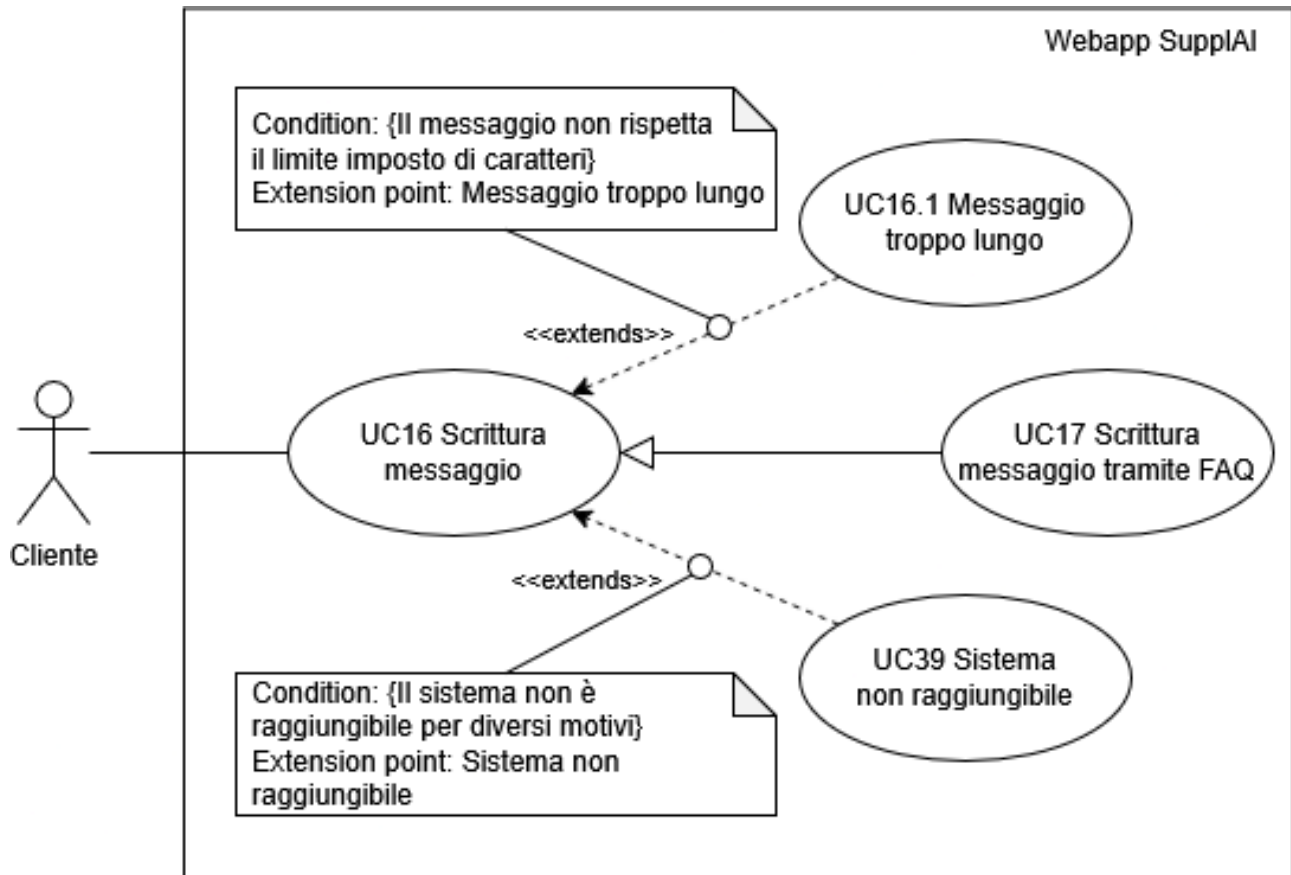 Webapp SupplAI
Condition: {Il messaggio non rispetta
il limite imposto di caratteri}
Extension point: Messaggio troppo lungo
UC16.1 Messaggio
troppo lungo
<<extends>>
UC16 Scrittura
messaggio
UC17 Scrittura
messaggio tramite FAQ
Cliente
<<extends>>
UC39 Sistema
non raggiungibile
Condition: {Il sistema non è
raggiungibile per diversi motivi}
Extension point: Sistema non
raggiungibile